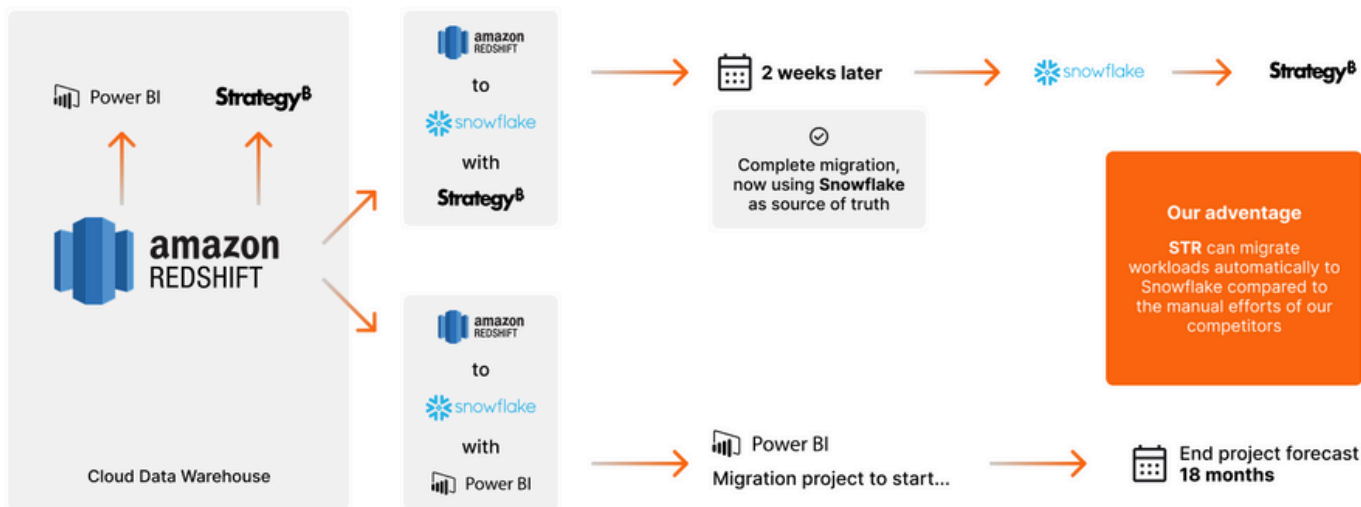 Power BI
Strategy₿
amazon
REDSHIFT
Cloud Data Warehouse
amazon
REDSHIFT
to
snowflake
with
Strategy₿
2 weeks later
snowflake
Strategy₿
Complete migration,
now using Snowflake
as source of truth
Our advantage
STR can migrate
workloads automatically to
Snowflake compared to
the manual efforts of our
competitors
amazon
REDSHIFT
to
snowflake
with
Power BI
Power BI
Migration project to start...
End project forecast
18 months